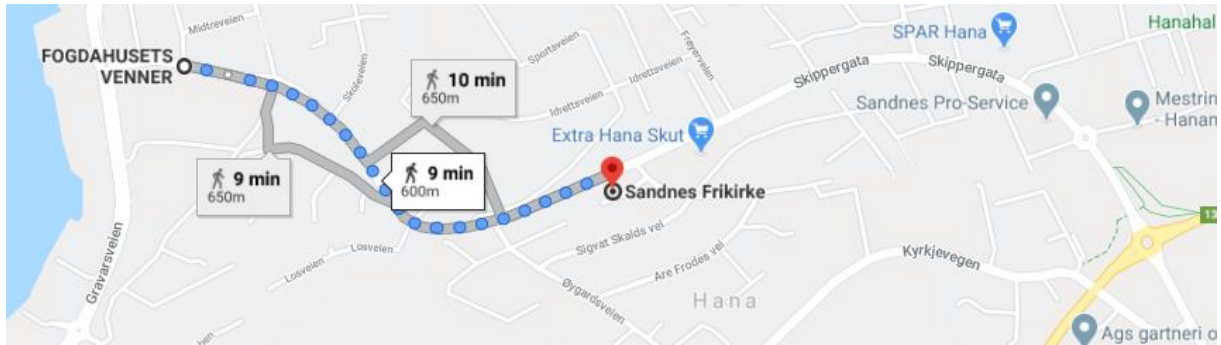 Midtreveien
FOGDAHUSETS
VENNER
Skoleveien
Sportsveien
Frøyerveien
Idrettsveien
Idrettsveien
10 min
650m
SPAR Hana
Hanahal
Skippergata
Skippergata
Sandnes Pro-Service
Mestrin
- Hanam
Extra Hana Skut
9 min
650m
9 min
600m
Sandnes Frikirke
13
Gravarsveien
Losveien
Losveien
Sigvat Skalds vei
Are Frodes vei
Kyrkjevegen
Øygardsveien
Hana
Ags gartneri o